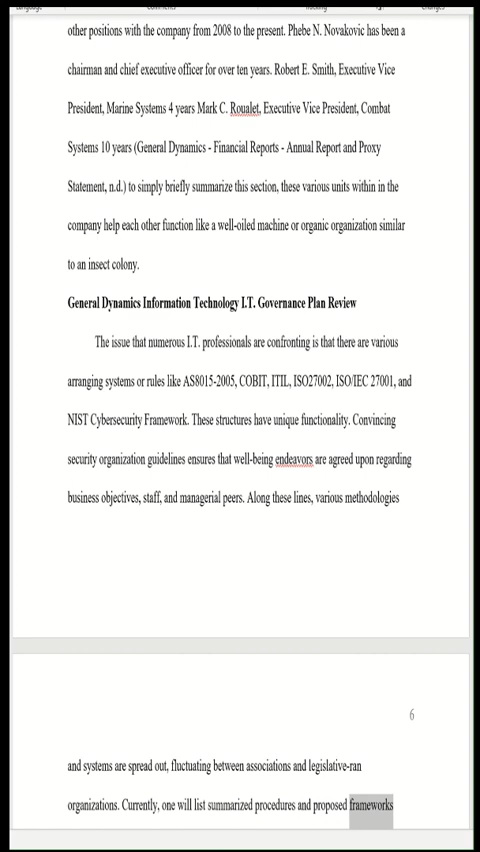 other positions with the company from 2008 to the present. Phebe N. Novakovic has been a
chairman and chief executive officer for over ten years. Robert E. Smith, Executive Vice
President, Marine Systems 4 years Mark C. Roualet, Executive Vice President, Combat
Systems 10 years (General Dynamics - Financial Reports - Annual Report and Proxy
Statement, n.d.) to simply briefly summarize this section, these various units within in the
company help each other function like a well-oiled machine or organic organization similar
to an insect colony.
General Dynamics Information Technology I.T. Governance Plan Review
The issue that numerous I.T. professionals are confronting is that there are various
arranging systems or rules like AS8015-2005, COBIT, ITIL, ISO27002, ISO/IEC 27001, and
NIST Cybersecurity Framework. These structures have unique functionality. Convincing
security organization guidelines ensures that well-being endeavors are agreed upon regarding
business objectives, staff, and managerial peers. Along these lines, various methodologies
6
and systems are spread out, fluctuating between associations and legislative-ran
organizations. Currently, one will list summarized procedures and proposed frameworks